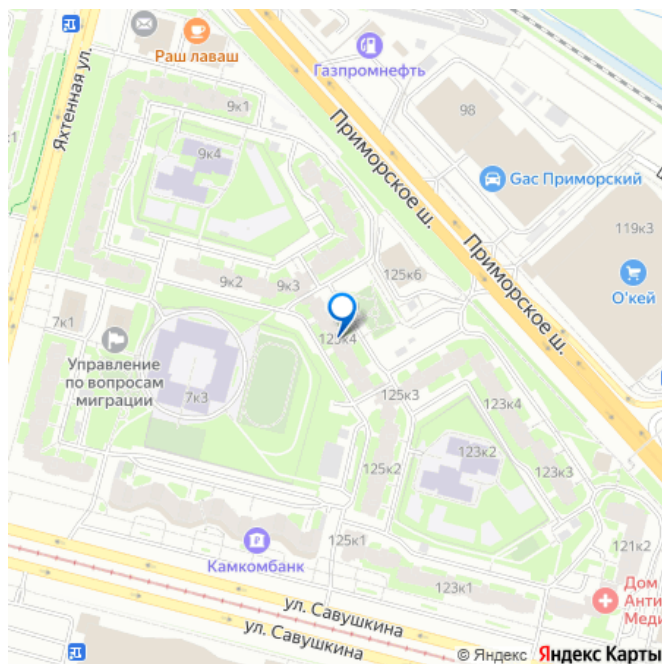 Раш лаваш
Газпромнефть
Яхтенная ул.
9к1
98
Приморское ш.
9к4
Gac Приморский
119к3
Приморское ш.
125к6
О'кей
9к2
9к3
7к1
125к4
Управление
по вопросам
миграции
7к3
125к3
123к4
125к2
123к2
123к3
125к1
121к2
Камкомбанк
123к1
Дом
Анти
Меди
ул. Савушкина
ул. Савушкина
© Яндекс Яндекс Карты